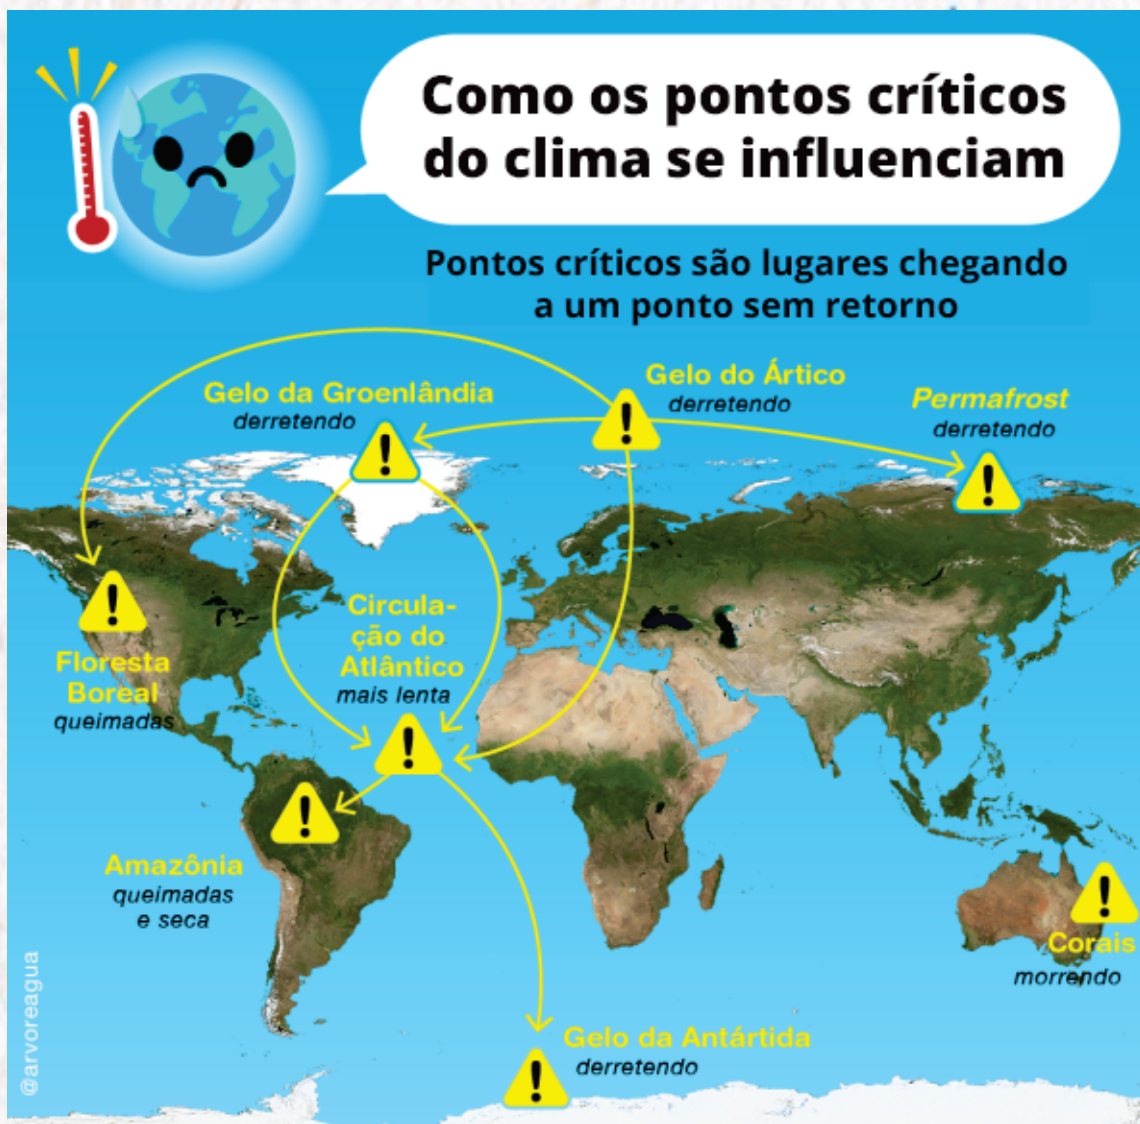 Como os pontos críticos
do clima se influenciam
Pontos críticos são lugares chegando
a um ponto sem retorno
Gelo da Groenlândia
derretendo
Gelo do Ártico
derretendo
Permafrost
derretendo
Floresta
Boreal
queimadas
Circula-
ção do
Atlântico
mais lenta
Amazônia
queimadas
e seca
Corais
morrendo
Gelo da Antártida
derretendo
@arvoreagua